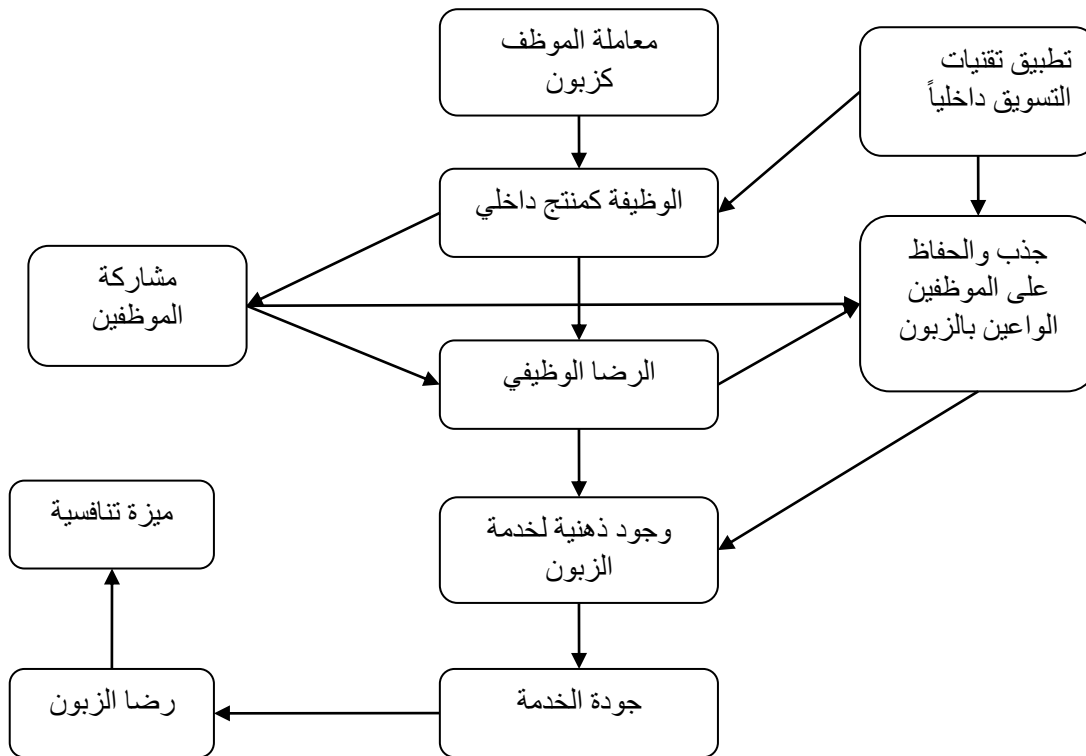 معاملة الموظف
كزبون
تطبيق تقنيات
التسويق داخلياً
الوظيفة كمنتج داخلي
جذب والحفاظ
على الموظفين
الواعين بالزبون
مشاركة
الموظفين
الرضا الوظيفي
ميزة تنافسية
وجود ذهنية لخدمة
الزبون
جودة الخدمة
رضا الزبون